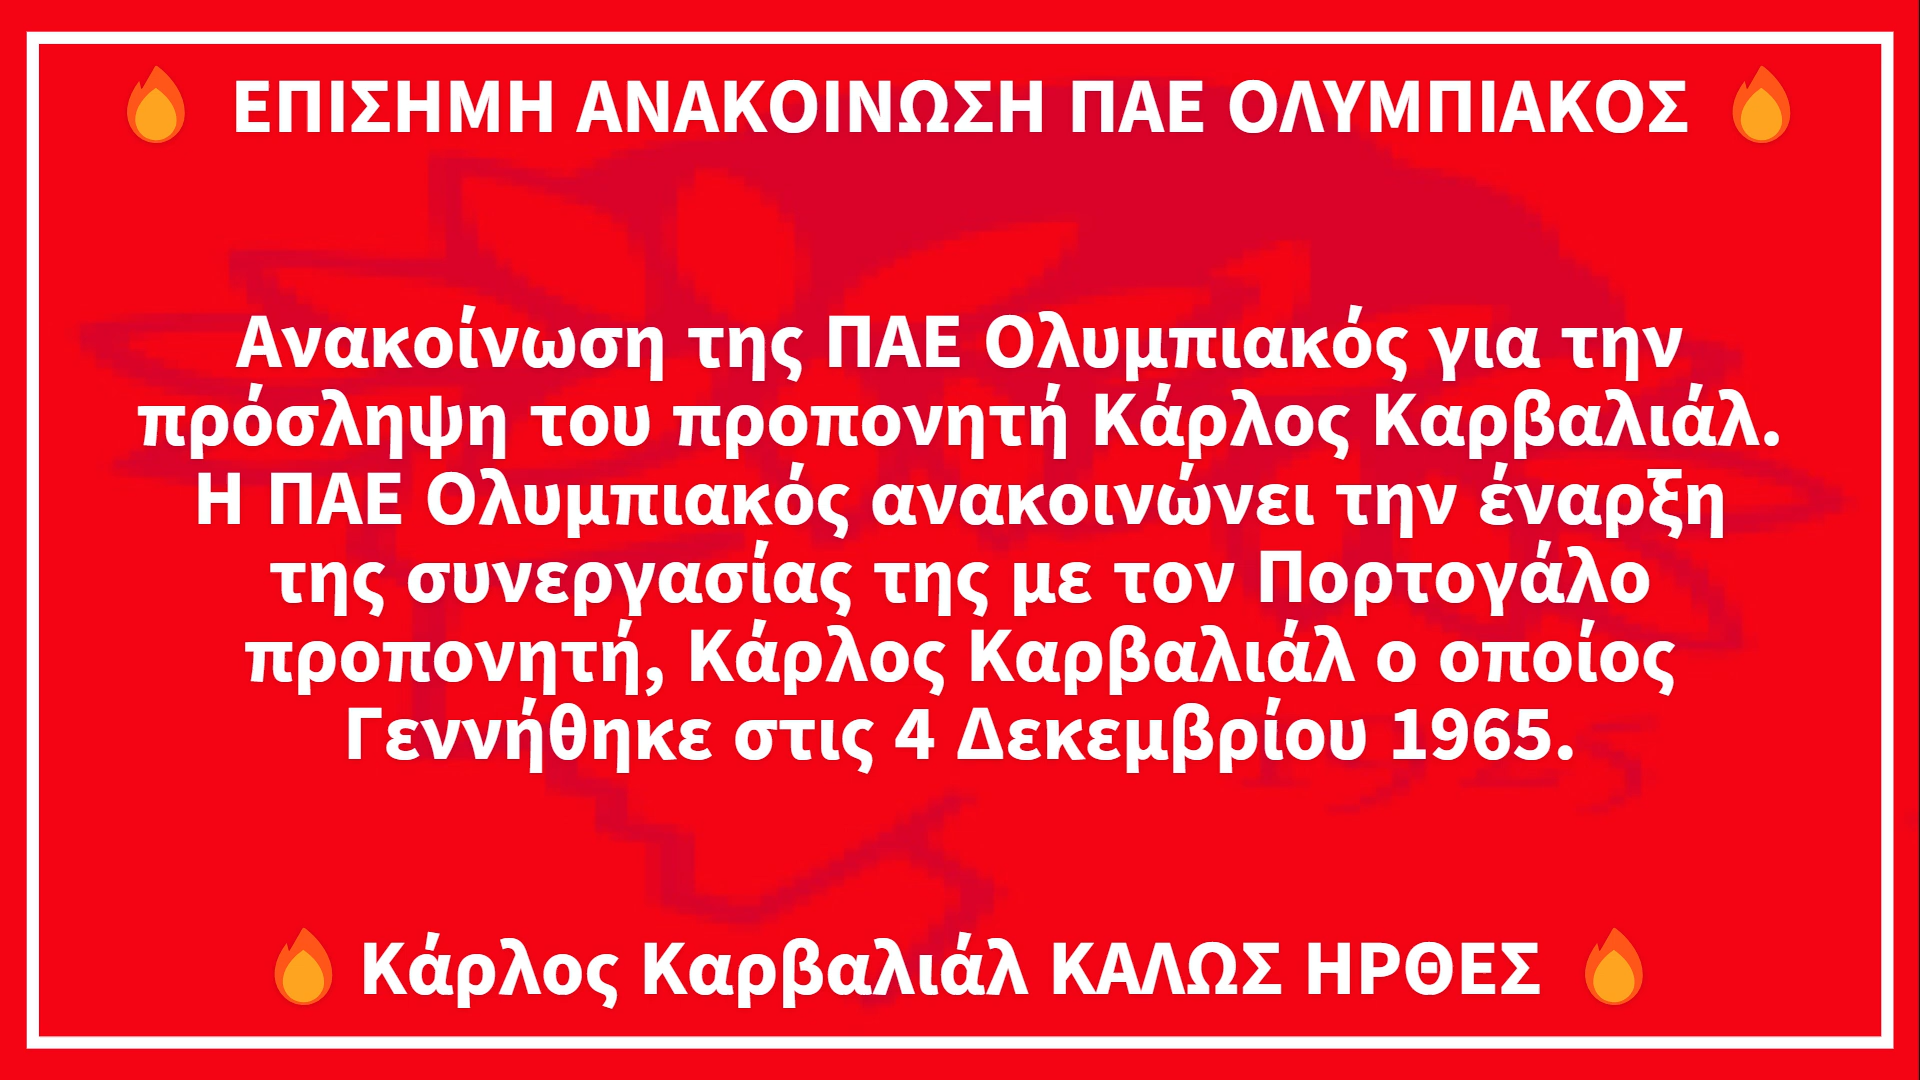 🔥 ΕΠΙΣΗΜΗ ΑΝΑΚΟΙΝΩΣΗ ΠΑΕ ΟΛΥΜΠΙΑΚΟΣ 🔥
Ανακοίνωση της ΠΑΕ Ολυμπιακός για την
πρόσληψη του προπονητή Κάρλος Καρβαλιάλ.
Η ΠΑΕ Ολυμπιακός ανακοινώνει την έναρξη
της συνεργασίας της με τον Πορτογάλο
προπονητή, Κάρλος Καρβαλιάλ ο οποίος
Γεννήθηκε στις 4 Δεκεμβρίου 1965.
1925
🔥 Κάρλος Καρβαλιάλ ΚΑΛΩΣ ΗΡΘΕΣ 🔥